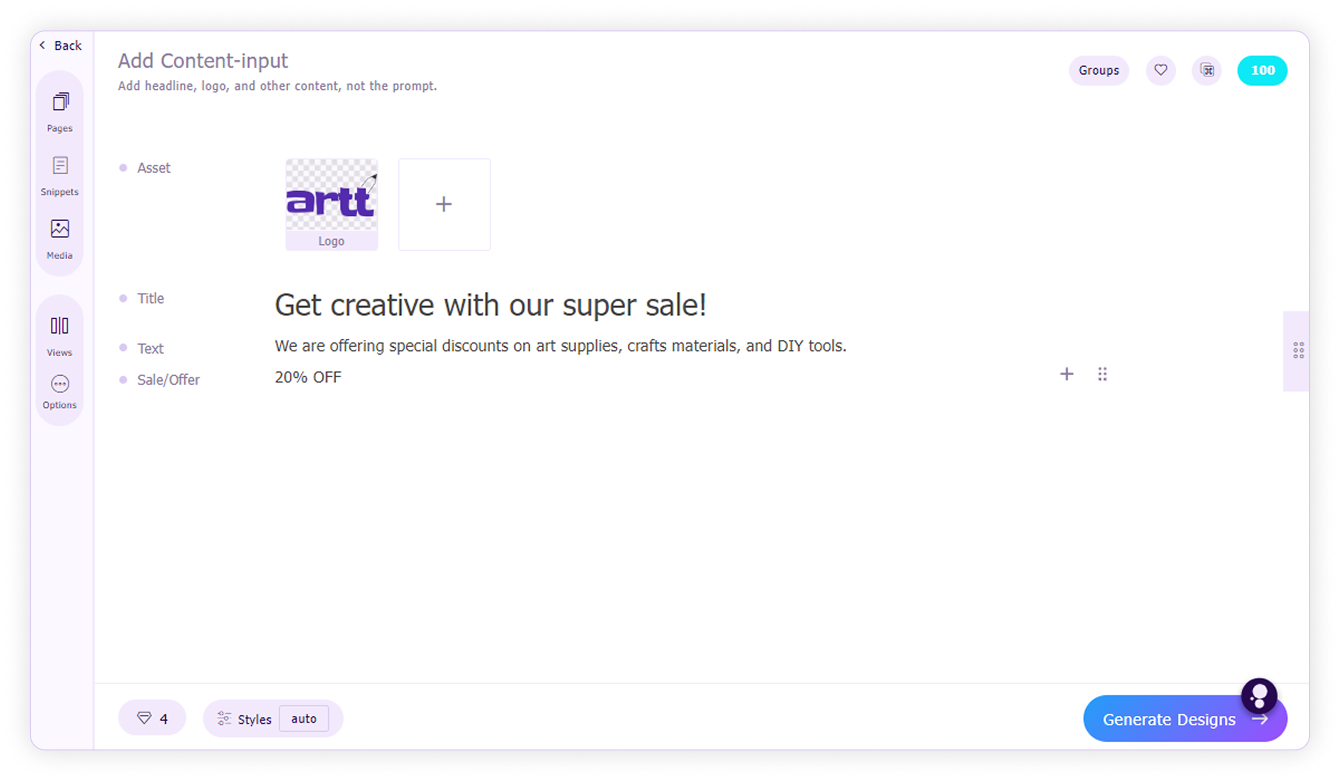 Back
Add Content-input
Add headline, logo, and other content, not the prompt.
Groups
100
Pages
Snippets
Media
Views
Options
Asset
artt
Logo
Title
Get creative with our super sale!
Text
We are offering special discounts on art supplies, crafts materials, and DIY tools.
Sale/Offer
20% OFF
4
Styles
auto
Generate Designs